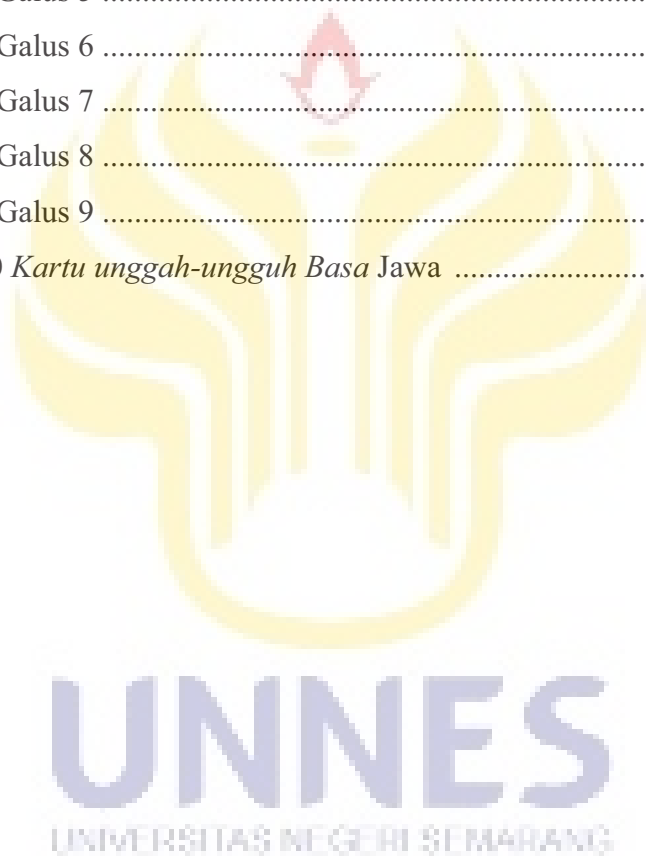 Galus 6 ........................................................................
Galus 7 ........................................................................
Galus 8 ........................................................................
Galus 9 ........................................................................
) Kartu unggah-ungguh Basa Jawa ........................
UNNES
UNIVERSITAS NEGERI SEMARANG